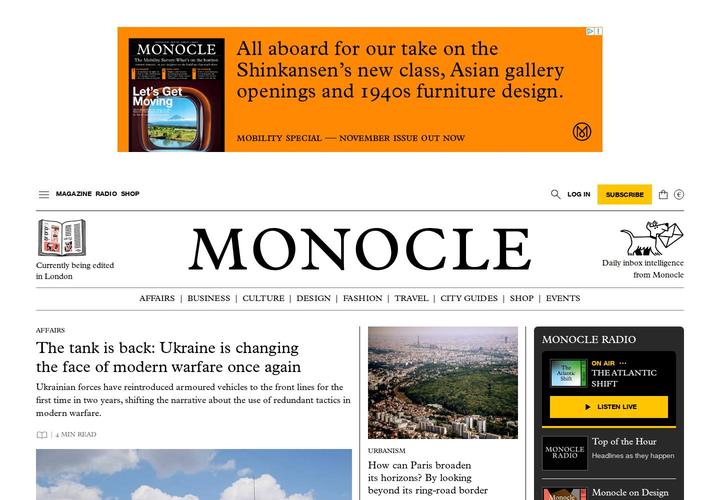 MONOCLE
Let's Get
Moving
All aboard for our take on the
Shinkansen's new class, Asian gallery
openings and 1940s furniture design.
MOBILITY SPECIAL — NOVEMBER ISSUE OUT NOW
MAGAZINE RADIO SHOP
LOG IN
SUBSCRIBE
€
Currently being edited
in London
MONOCLE
Daily inbox intelligence
from Monocle
AFFAIRS | BUSINESS | CULTURE | DESIGN | FASHION | TRAVEL | CITY GUIDES | SHOP | EVENTS
AFFAIRS
The tank is back: Ukraine is changing
the face of modern warfare once again
Ukrainian forces have reintroduced armoured vehicles to the front lines for the
first time in two years, shifting the narrative about the use of redundant tactics in
modern warfare.
| 4 MIN READ
URBANISM
How can Paris broaden
its horizons? By looking
beyond its ring-road border
MONOCLE RADIO
The
Atlantic
Shift
ON AIR
THE ATLANTIC
SHIFT
LISTEN LIVE
MONOCLE
RADIO
Top of the Hour
Headlines as they happen
Monocle on Design